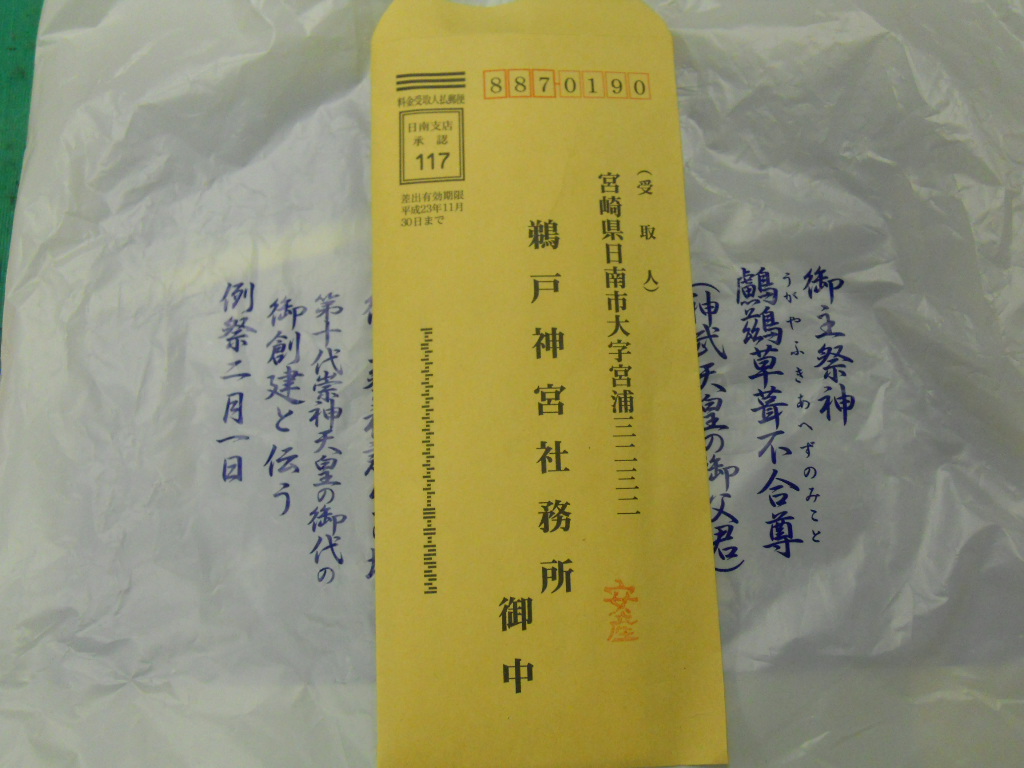 887-0190
料金受取人払郵便
日南支店
承認
117
差出有効期限
平成23年11月
30日まで
(受取人)
宮崎県日南市大字宮浦三二三二
鵜戸神宮社務所
御中
安産
御主祭神
うがやふきあへずのみこと
鸕鷀草葺不合尊
(神武天皇の御父君)
第十代崇神天皇の御代の
御創建と伝う
例祭二月一日